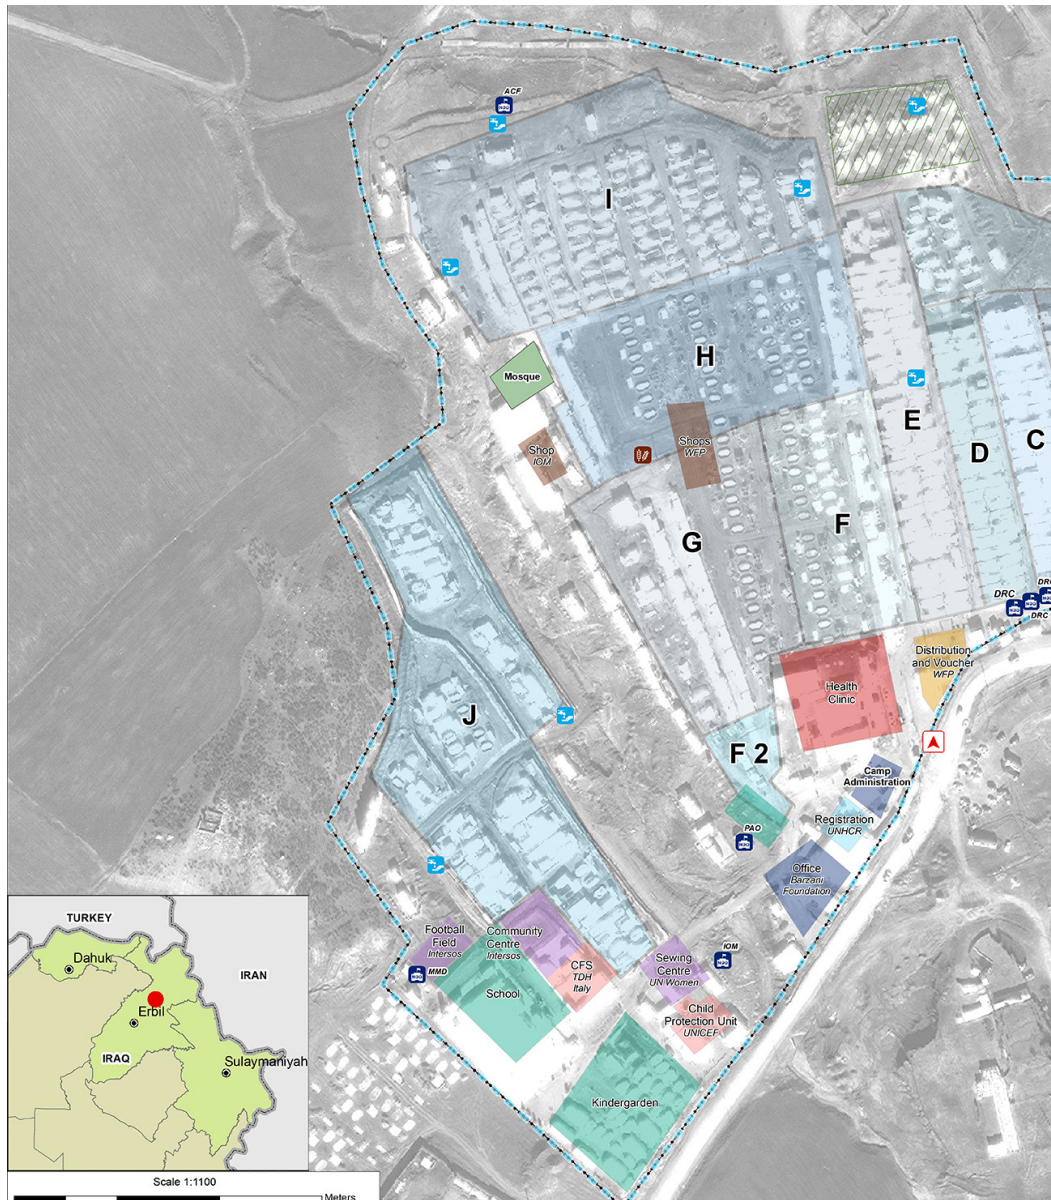 ACF
I
H
Mosque
Shop
IOM
Shops
WFP
E
C
D
G
F
DRC
DRC
Distribution
and Voucher
WFP
Health
Clinic
J
F 2
Camp
Administration
PAO
Registration
UNHCR
Office
Barzani
Foundation
Football
Field
Intersos
Community
Centre
Intersos
MMD
CFS
TDH
Italy
School
Sewing
Centre
UN Women
IOM
Child
Protection Unit
UNICEF
Kindergarden
TURKEY
Dahuk
IRAN
Erbil
IRAQ
Sulaymaniyah
Scale 1:1100
Meters